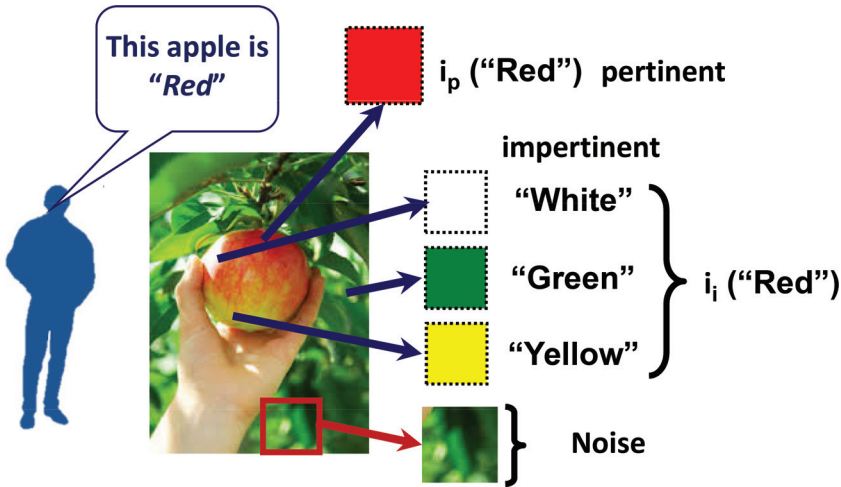 This apple is
“Red”
iₚ (“Red”) pertinent
impertinent
“White”
“Green”
iᵢ (“Red”)
“Yellow”
Noise